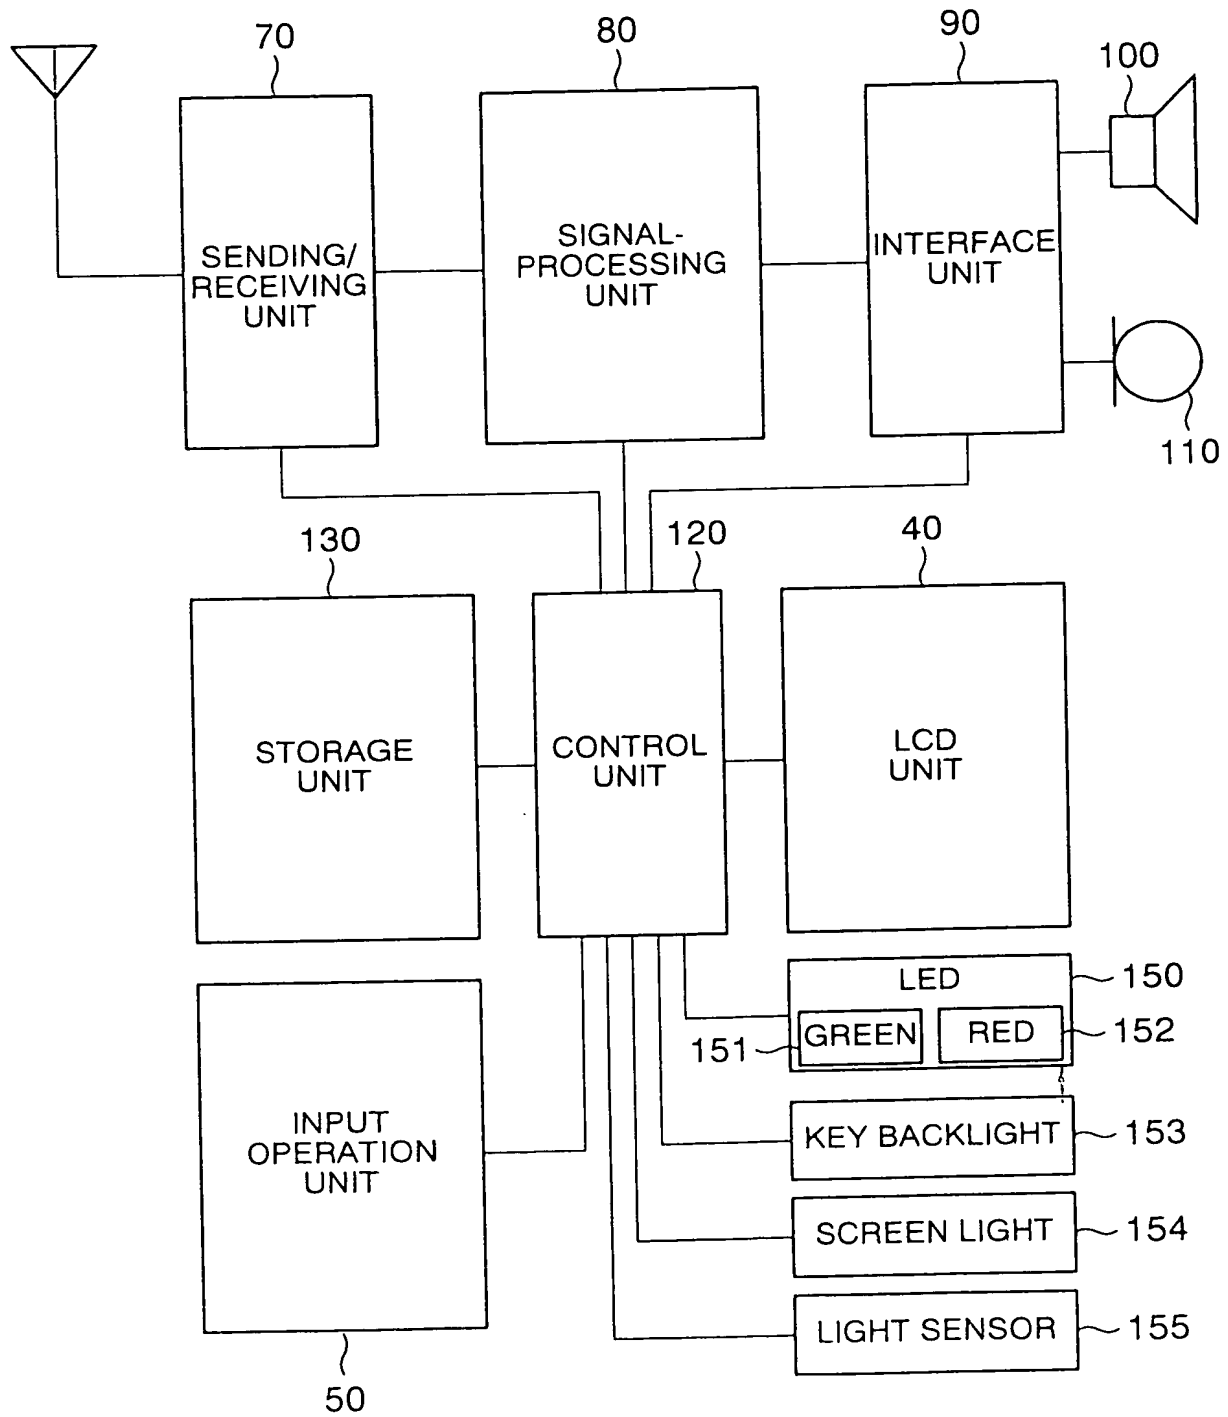 70
80
90
100
SENDING/
RECEIVING
UNIT
SIGNAL-
PROCESSING
UNIT
INTERFACE
UNIT
110
130
120
40
STORAGE
UNIT
CONTROL
UNIT
LCD
UNIT
LED
150
GREEN
RED
151
152
INPUT
OPERATION
UNIT
KEY BACKLIGHT
153
SCREEN LIGHT
154
LIGHT SENSOR
155
50